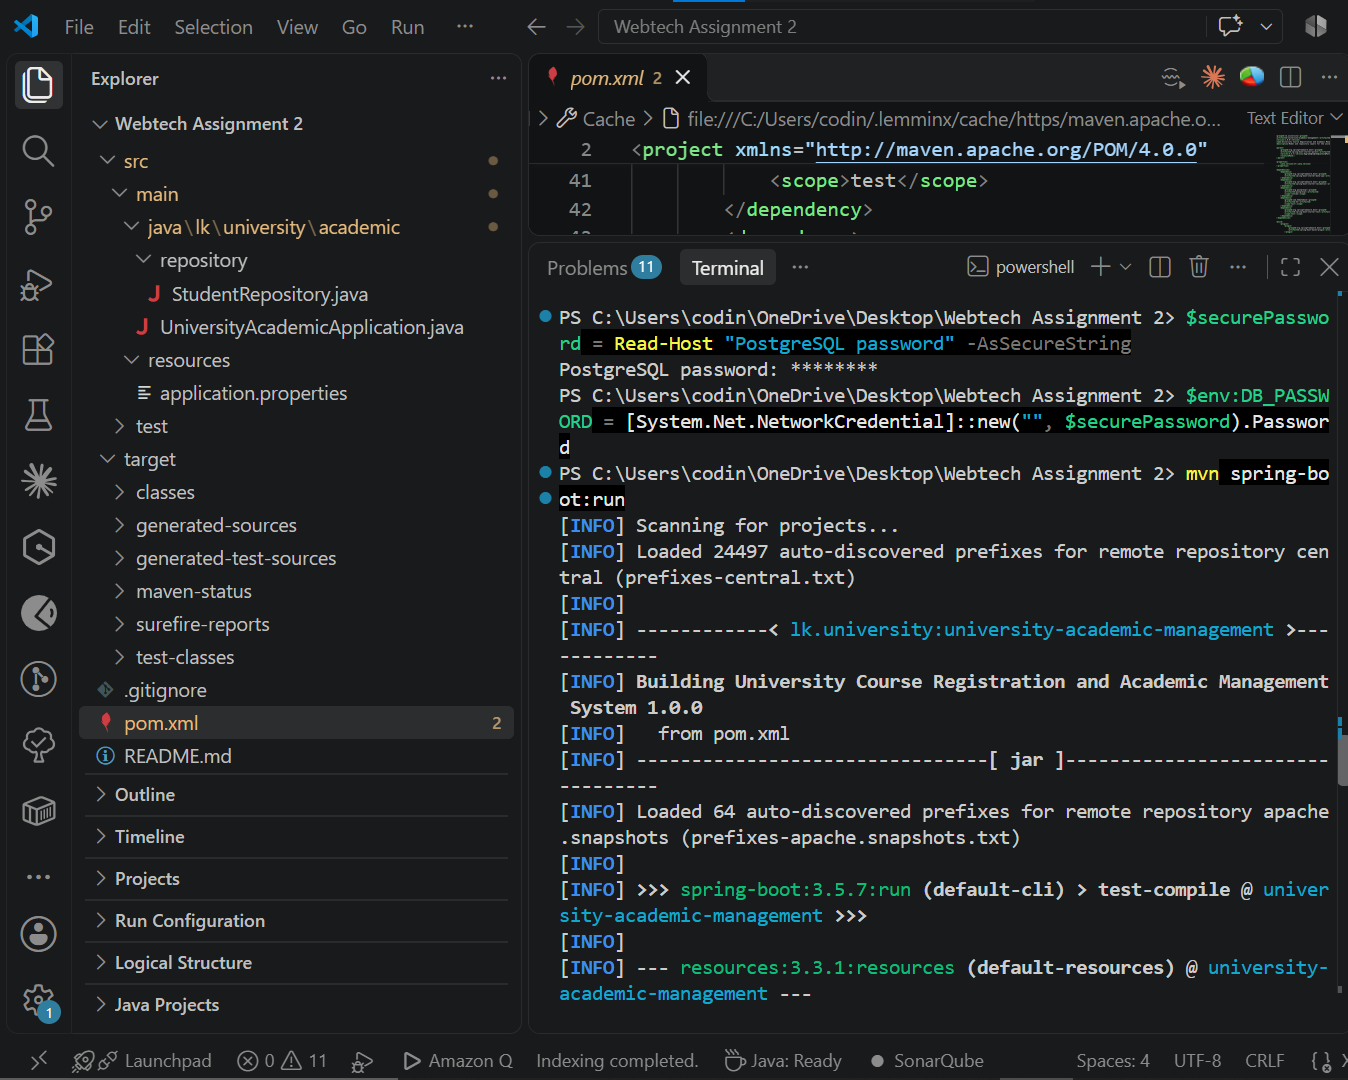 File Edit Selection View Go Run ··· Webtech Assignment 2
Explorer ···
Webtech Assignment 2
src
main
java\lk\university\academic
repository
StudentRepository.java
UniversityAcademicApplication.java
resources
application.properties
test
target
classes
generated-sources
generated-test-sources
maven-status
surefire-reports
test-classes
.gitignore
pom.xml 2
README.md
Outline
Timeline
Projects
Run Configuration
Logical Structure
Java Projects
1
pom.xml 2
Cache file:///C:/Users/codin/.lemminx/cache/https/maven.apache.o... Text Editor
2 <project xmlns="http://maven.apache.org/POM/4.0.0"
41 <scope>test</scope>
42 </dependency>
Problems 11 Terminal ··· powershell ···
PS C:\Users\codin\OneDrive\Desktop\Webtech Assignment 2> $securePasswo
rd = Read-Host "PostgreSQL password" -AsSecureString
PostgreSQL password: ********
PS C:\Users\codin\OneDrive\Desktop\Webtech Assignment 2> $env:DB_PASSW
ORD = [System.Net.NetworkCredential]::new("", $securePassword).Passwor
d
PS C:\Users\codin\OneDrive\Desktop\Webtech Assignment 2> mvn spring-bo
ot:run
[INFO] Scanning for projects...
[INFO] Loaded 24497 auto-discovered prefixes for remote repository cen
tral (prefixes-central.txt)
[INFO]
[INFO] ------------< lk.university:university-academic-management >---
---------
[INFO] Building University Course Registration and Academic Management
System 1.0.0
[INFO]   from pom.xml
[INFO] --------------------------------[ jar ]------------------------
---------
[INFO] Loaded 64 auto-discovered prefixes for remote repository apache
.snapshots (prefixes-apache.snapshots.txt)
[INFO]
[INFO] >>> spring-boot:3.5.7:run (default-cli) > test-compile @ univer
sity-academic-management >>>
[INFO]
[INFO] --- resources:3.3.1:resources (default-resources) @ university-
academic-management ---
Launchpad 0 11 Amazon Q Indexing completed. Java: Ready SonarQube Spaces: 4 UTF-8 CRLF